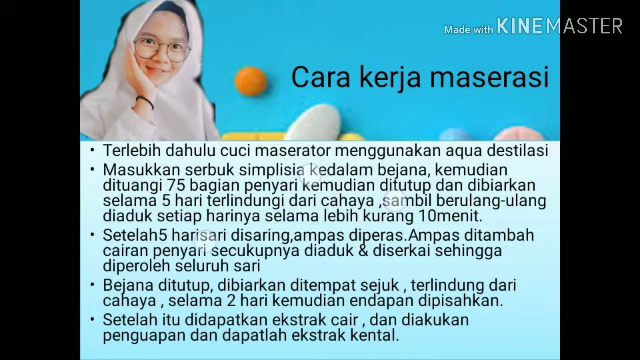 Made with KINEMASTER
Cara kerja maserasi
• Terlebih dahulu cuci maserator menggunakan aqua destilasi
• Masukkan serbuk simplisia kedalam bejana, kemudian
dituangi 75 bagian penyari kemudian ditutup dan dibiarkan
selama 5 hari terlindungi dari cahaya ,sambil berulang-ulang
diaduk setiap harinya selama lebih kurang 10menit.
• Setelah5 harisari disaring,ampas diperas.Ampas ditambah
cairan penyari secukupnya diaduk & diserkai sehingga
diperoleh seluruh sari
• Bejana ditutup, dibiarkan ditempat sejuk , terlindung dari
cahaya , selama 2 hari kemudian endapan dipisahkan.
• Setelah itu didapatkan ekstrak cair , dan diakukan
penguapan dan dapatlah ekstrak kental.